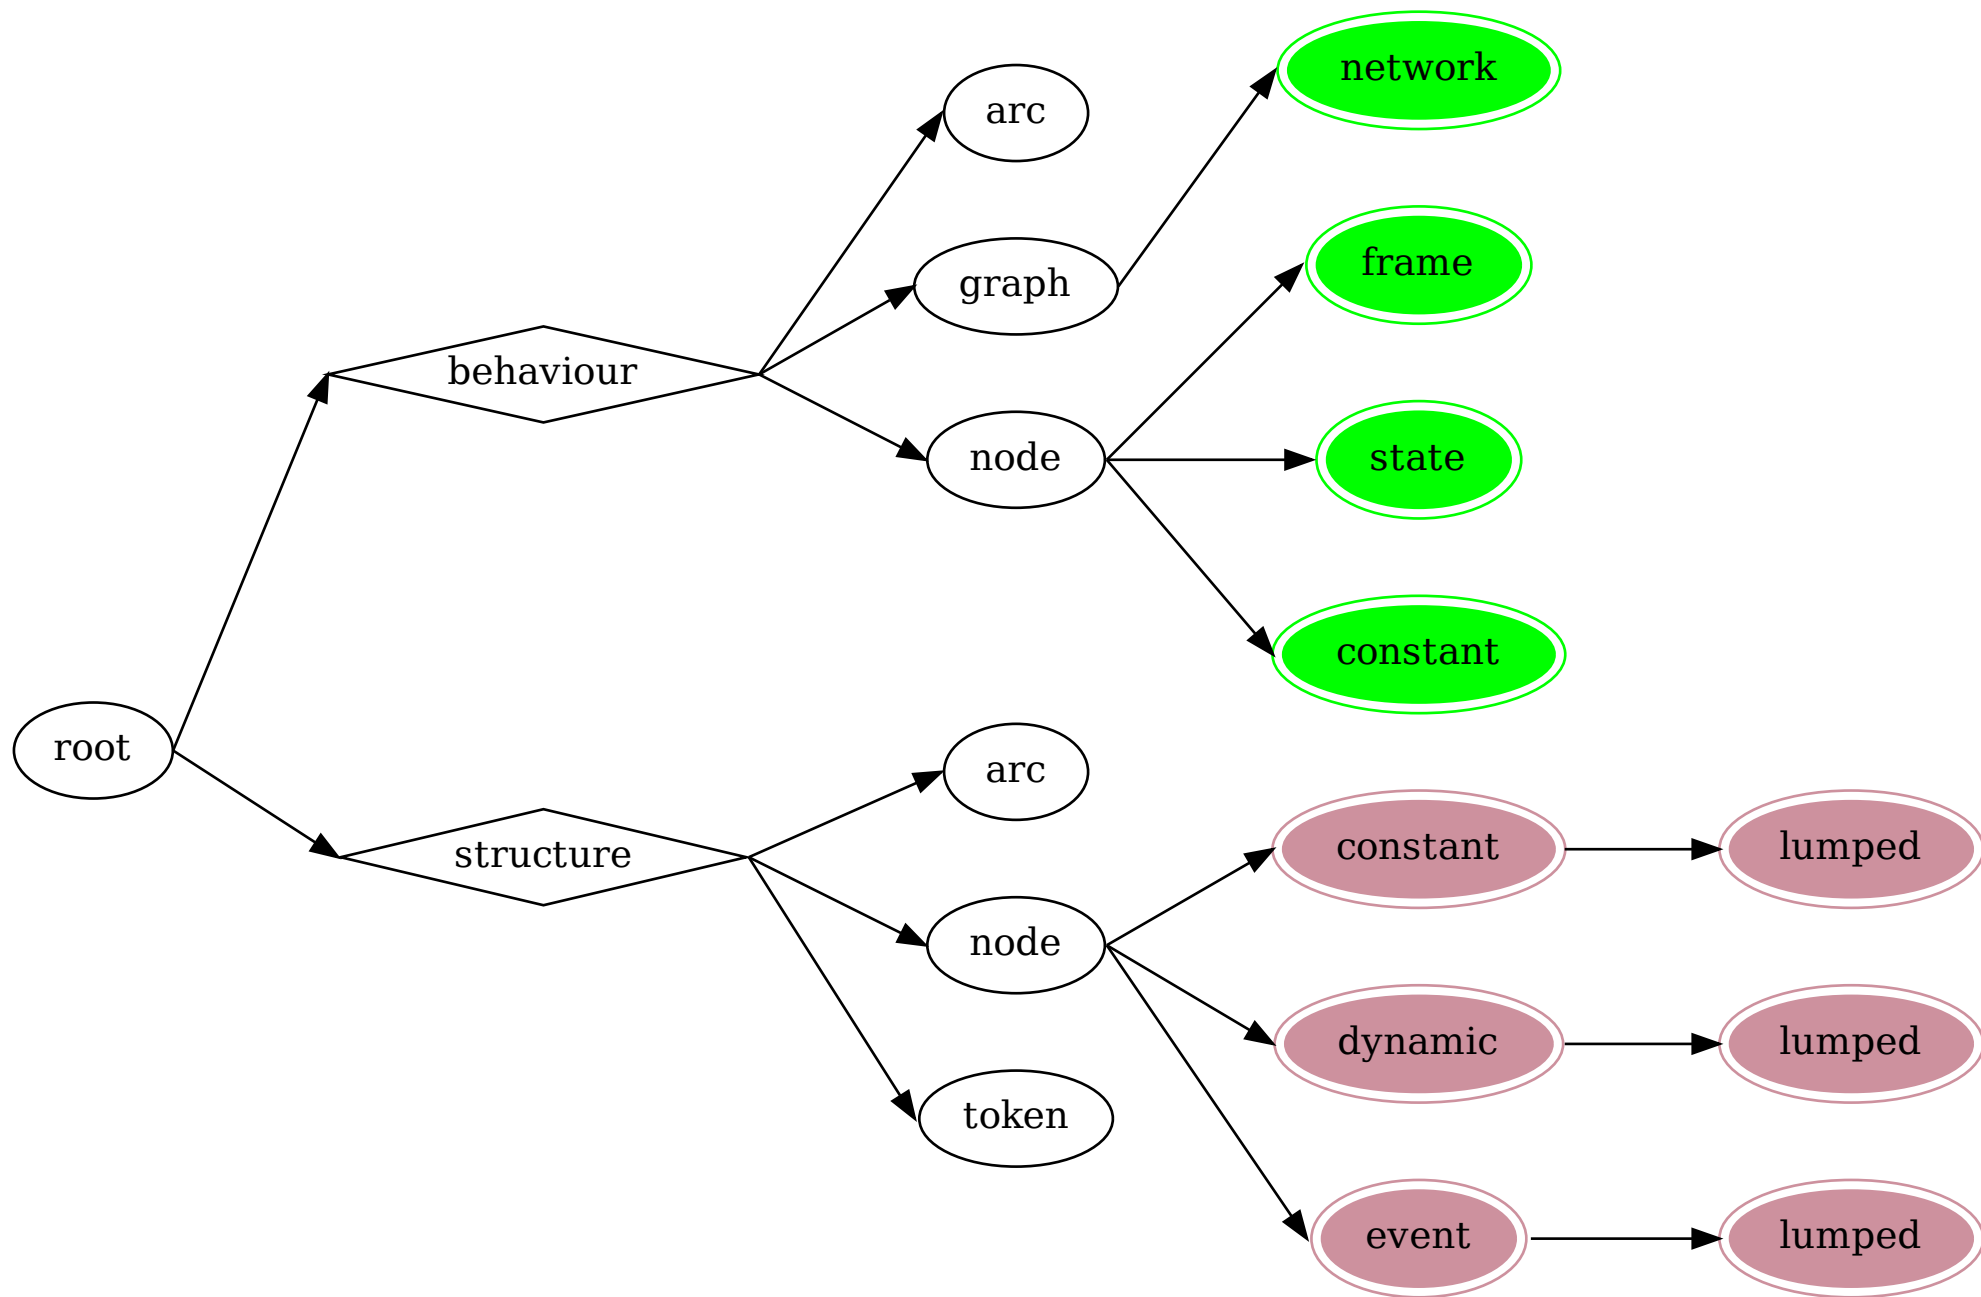 network
arc
frame
graph
behaviour
node
state
constant
root
arc
structure
constant
lumped
node
dynamic
lumped
token
event
lumped